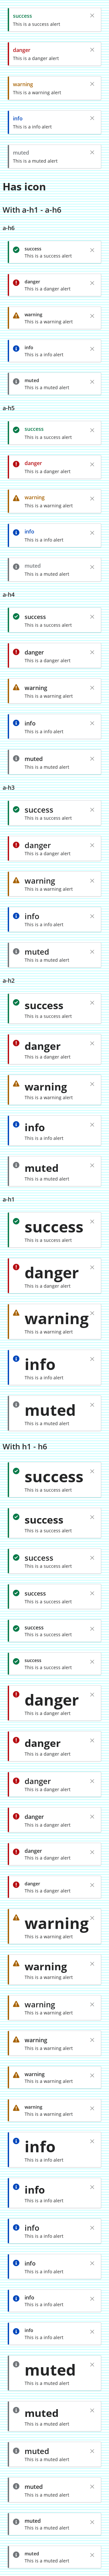 success
This is a success alert
danger
This is a danger alert
warning
This is a warning alert
info
This is a info alert
muted
This is a muted alert
Has icon
With a-h1 - a-h6
a-h6
success
This is a success alert
danger
This is a danger alert
warning
This is a warning alert
info
This is a info alert
muted
This is a muted alert
a-h5
success
This is a success alert
danger
This is a danger alert
warning
This is a warning alert
info
This is a info alert
muted
This is a muted alert
a-h4
success
This is a success alert
danger
This is a danger alert
warning
This is a warning alert
info
This is a info alert
muted
This is a muted alert
a-h3
success
This is a success alert
danger
This is a danger alert
warning
This is a warning alert
info
This is a info alert
muted
This is a muted alert
a-h2
success
This is a success alert
danger
This is a danger alert
warning
This is a warning alert
info
This is a info alert
muted
This is a muted alert
a-h1
success
This is a success alert
danger
This is a danger alert
warning
This is a warning alert
info
This is a info alert
muted
This is a muted alert
With h1 - h6
success
This is a success alert
success
This is a success alert
success
This is a success alert
success
This is a success alert
success
This is a success alert
success
This is a success alert
danger
This is a danger alert
danger
This is a danger alert
danger
This is a danger alert
danger
This is a danger alert
danger
This is a danger alert
danger
This is a danger alert
warning
This is a warning alert
warning
This is a warning alert
warning
This is a warning alert
warning
This is a warning alert
warning
This is a warning alert
warning
This is a warning alert
info
This is a info alert
info
This is a info alert
info
This is a info alert
info
This is a info alert
info
This is a info alert
info
This is a info alert
muted
This is a muted alert
muted
This is a muted alert
muted
This is a muted alert
muted
This is a muted alert
muted
This is a muted alert
muted
This is a muted alert